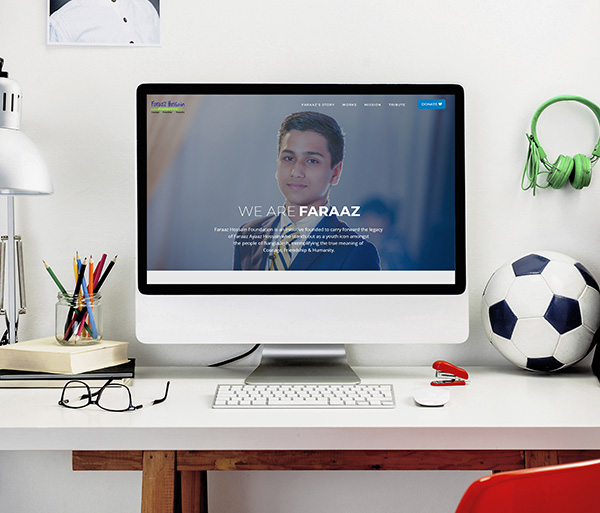 Faraaz Hossain
FARAAZ'S STORY WORKS MISSION TRIBUTE DONATE
WE ARE FARAAZ
Faraaz Hossain Foundation is an initiative founded to carry forward the legacy
of Faraaz Ayaaz Hossain who stands out as a youth icon amongst
the people of Bangladesh, exemplifying the true meaning of
Courage, Friendship & Humanity.